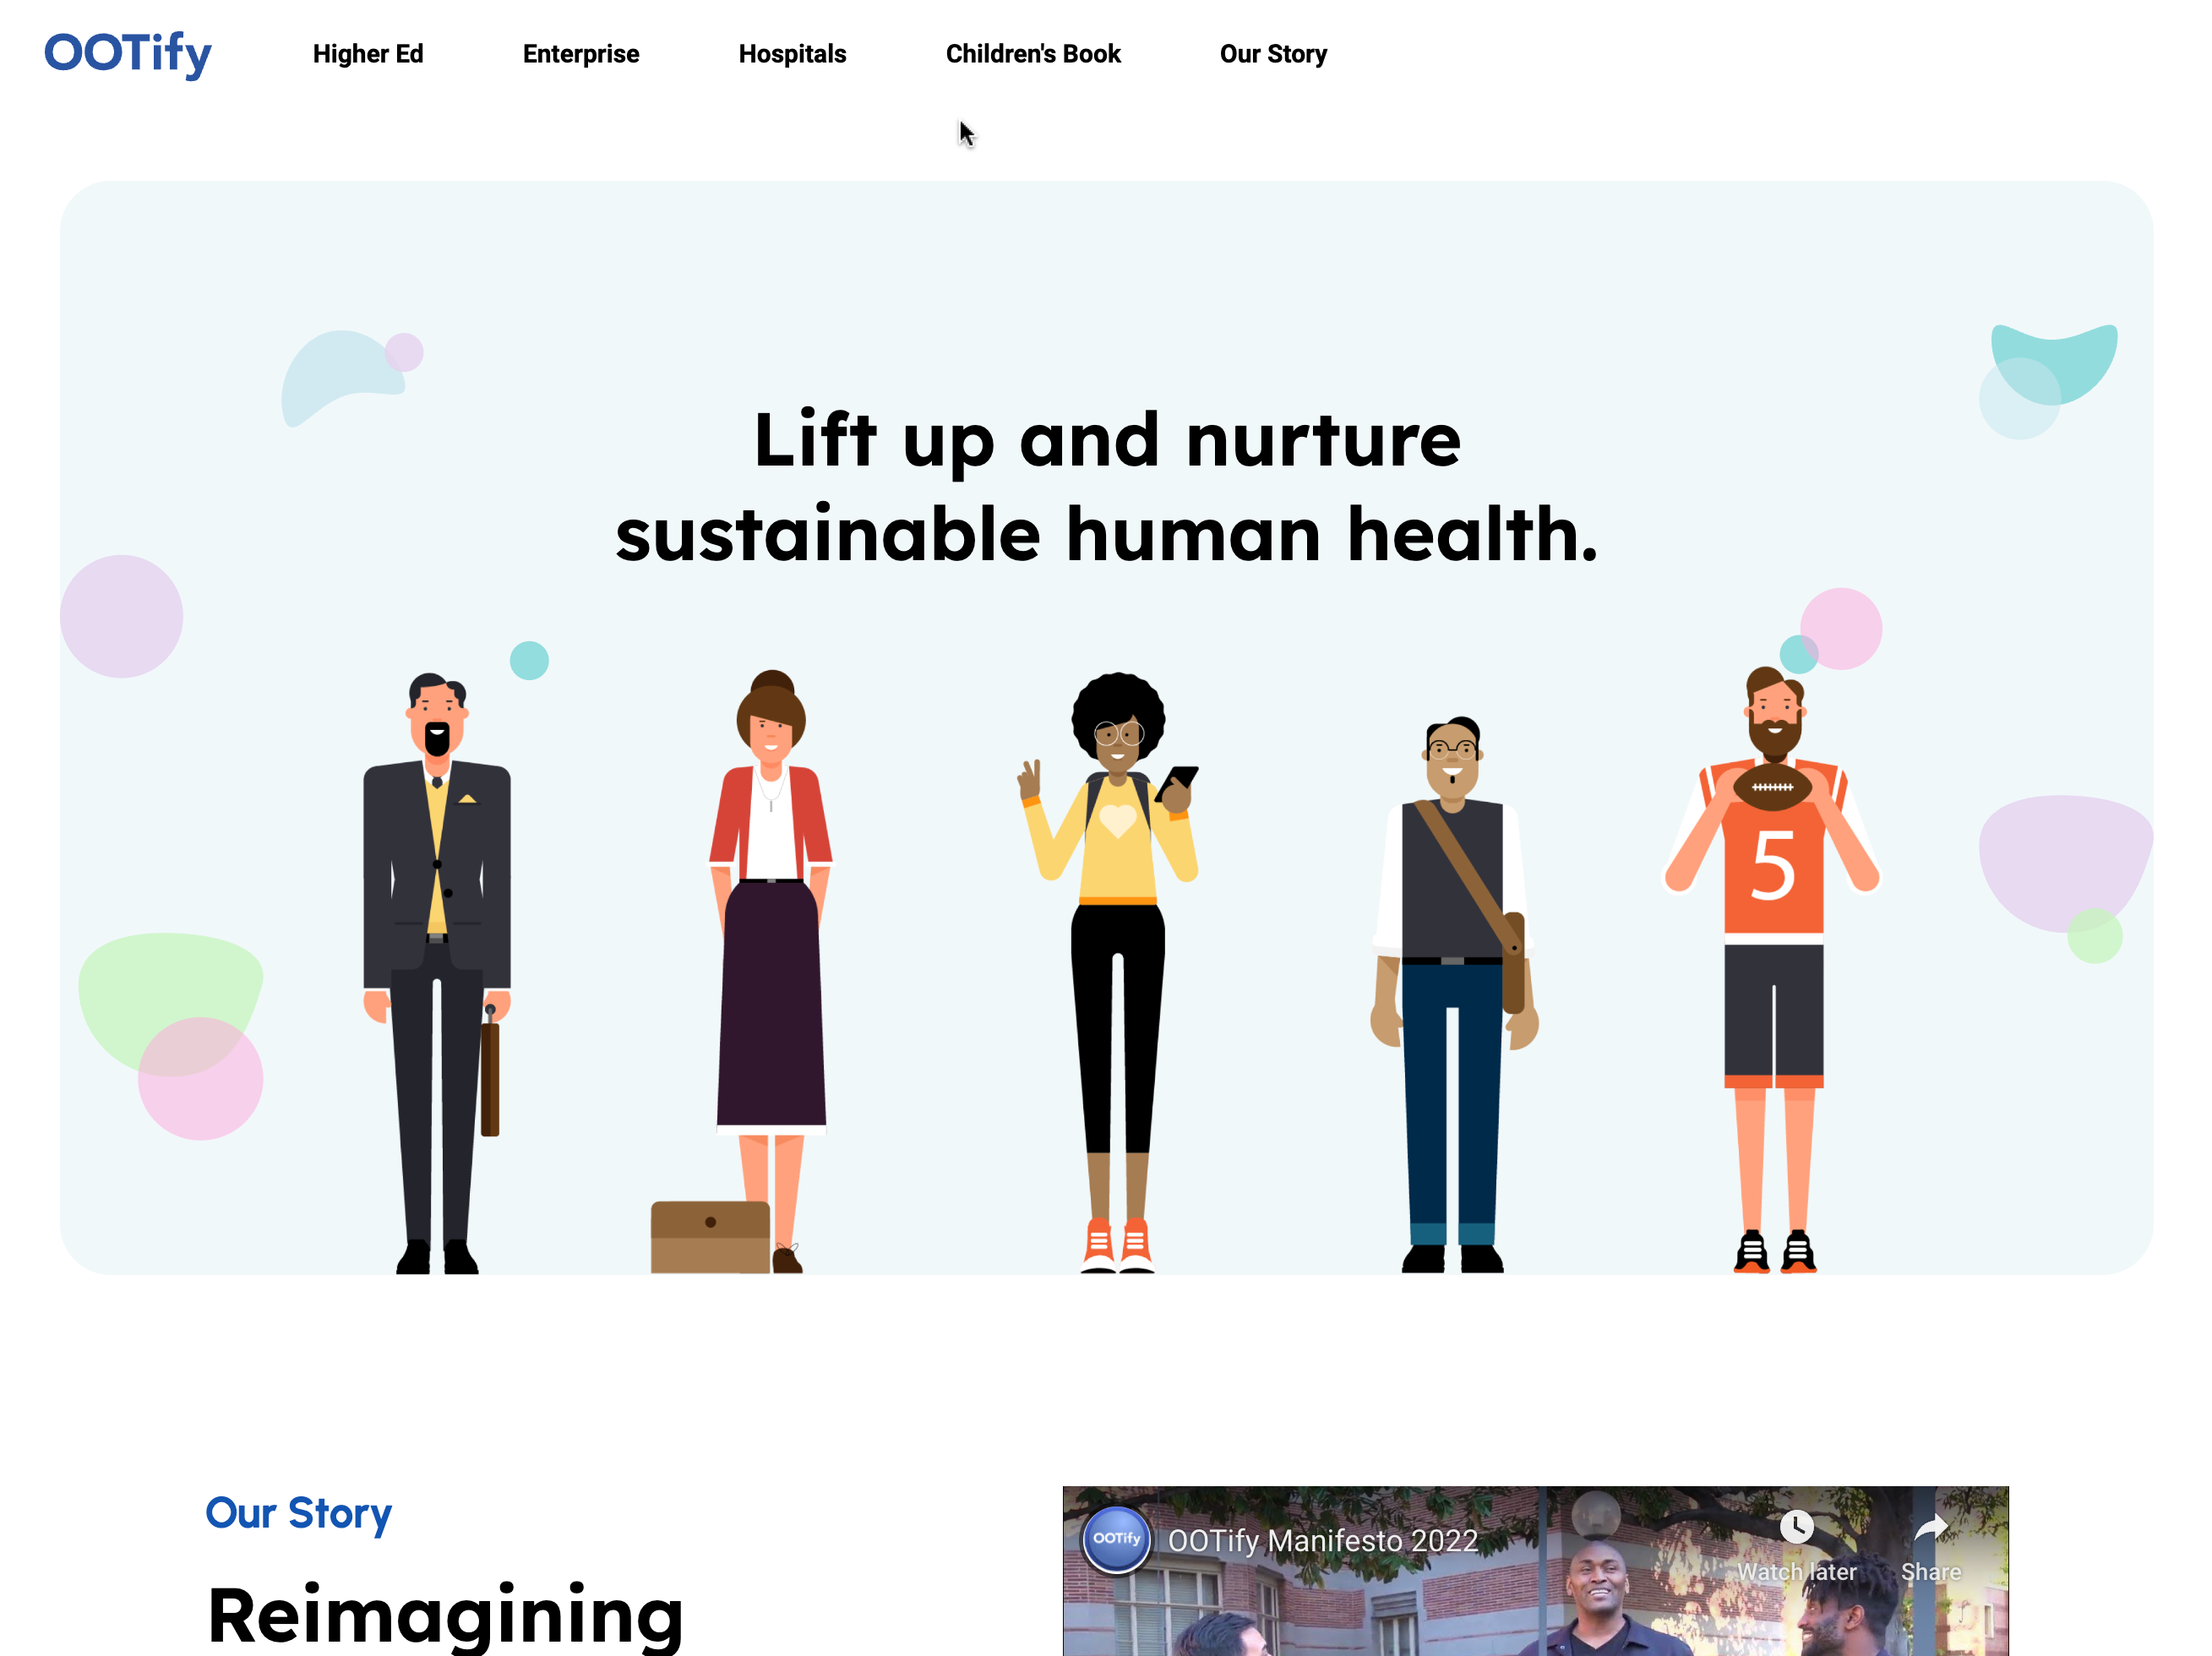 OOTify
Higher Ed
Enterprise
Hospitals
Children's Book
Our Story
Lift up and nurture
sustainable human health.
5
Our Story
Reimagining
OOTify
OOTify Manifesto 2022
Watch later
Share